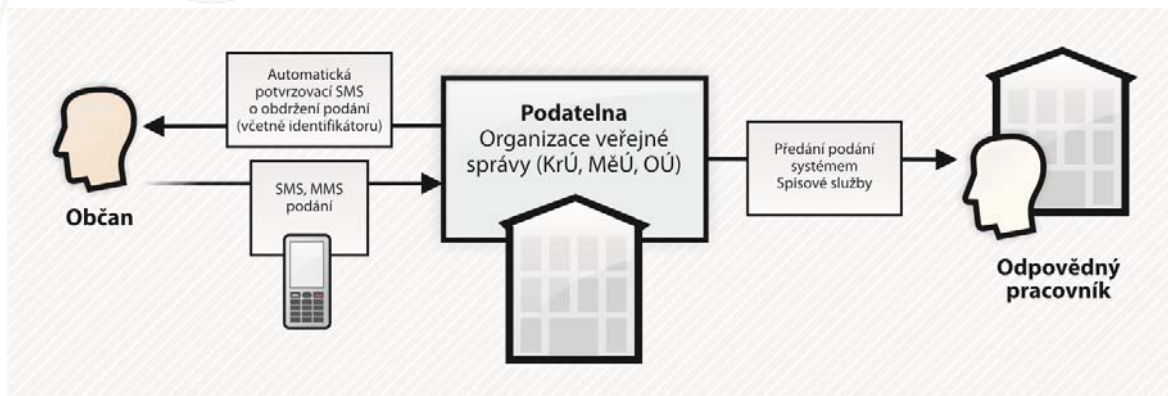 Automatická
potvrzovací SMS
o obdržení podání
(včetně identifikátoru)
Občan
SMS, MMS
podání
Podatelna
Organizace veřejné
správy (KrÚ, MěÚ, OÚ)
Předání podání
systémem
Spisové služby
Odpovědný
pracovník